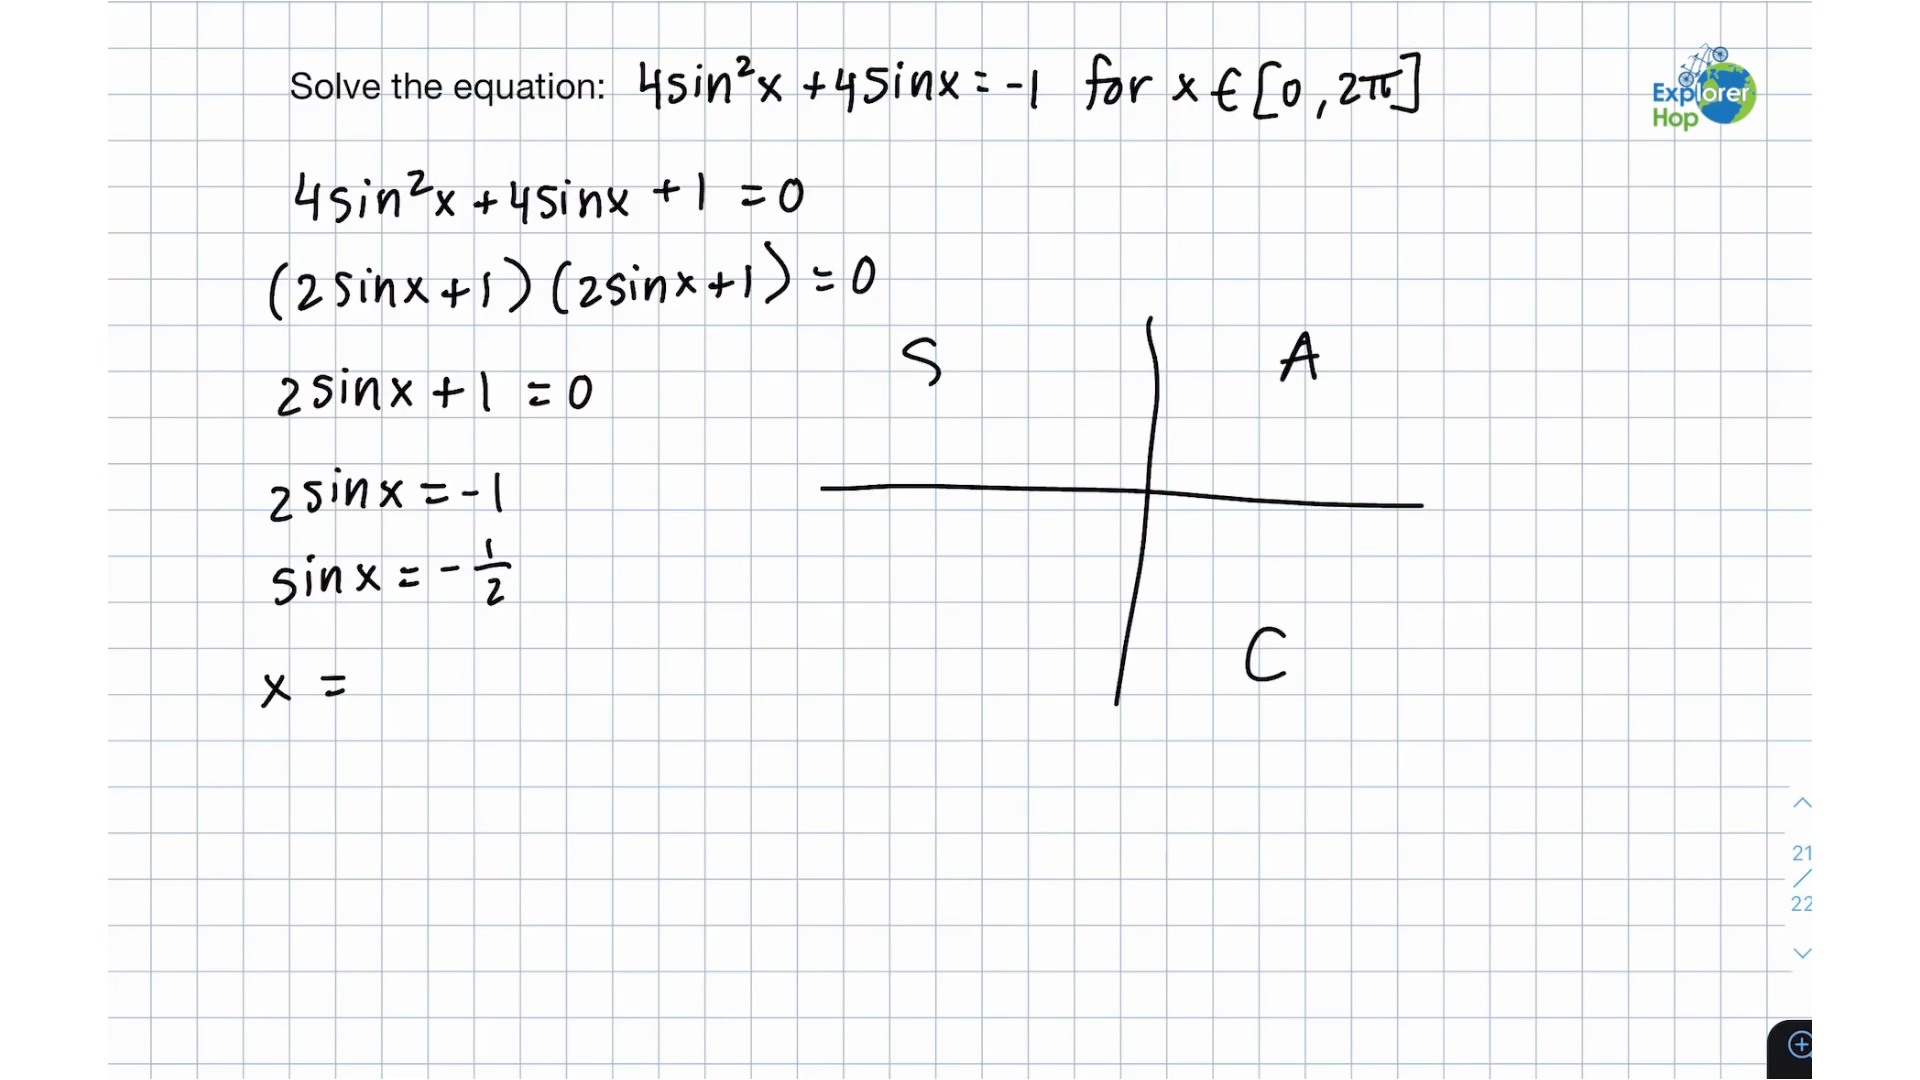 Solve the equation: 4sin²x + 4sinx = -1 for x ∈ [0, 2π]
Explorer
Hop
4sin²x + 4sinx + 1 = 0
(2sinx + 1)(2sinx + 1) = 0
S A
2sinx + 1 = 0
2sinx = -1
sinx = -1/2
C
x =
21
/
22